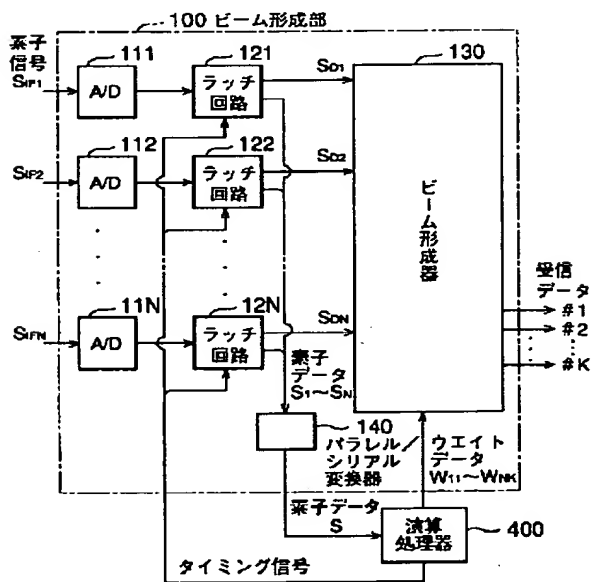 100 ビーム形成部
素子
信号
111
121
130
SIF1
A/D
ラッチ
回路
SD1
112
122
SIF2
A/D
ラッチ
回路
SD2
ビーム
形成器
受信
データ
#1
#2
#K
11N
12N
SIFN
A/D
ラッチ
回路
SDN
素子
データ
S1~SN
140
パラレル/
シリアル
変換器
ウエイト
データ
W11~WNK
素子データ
S
演算
処理器
400
タイミング信号